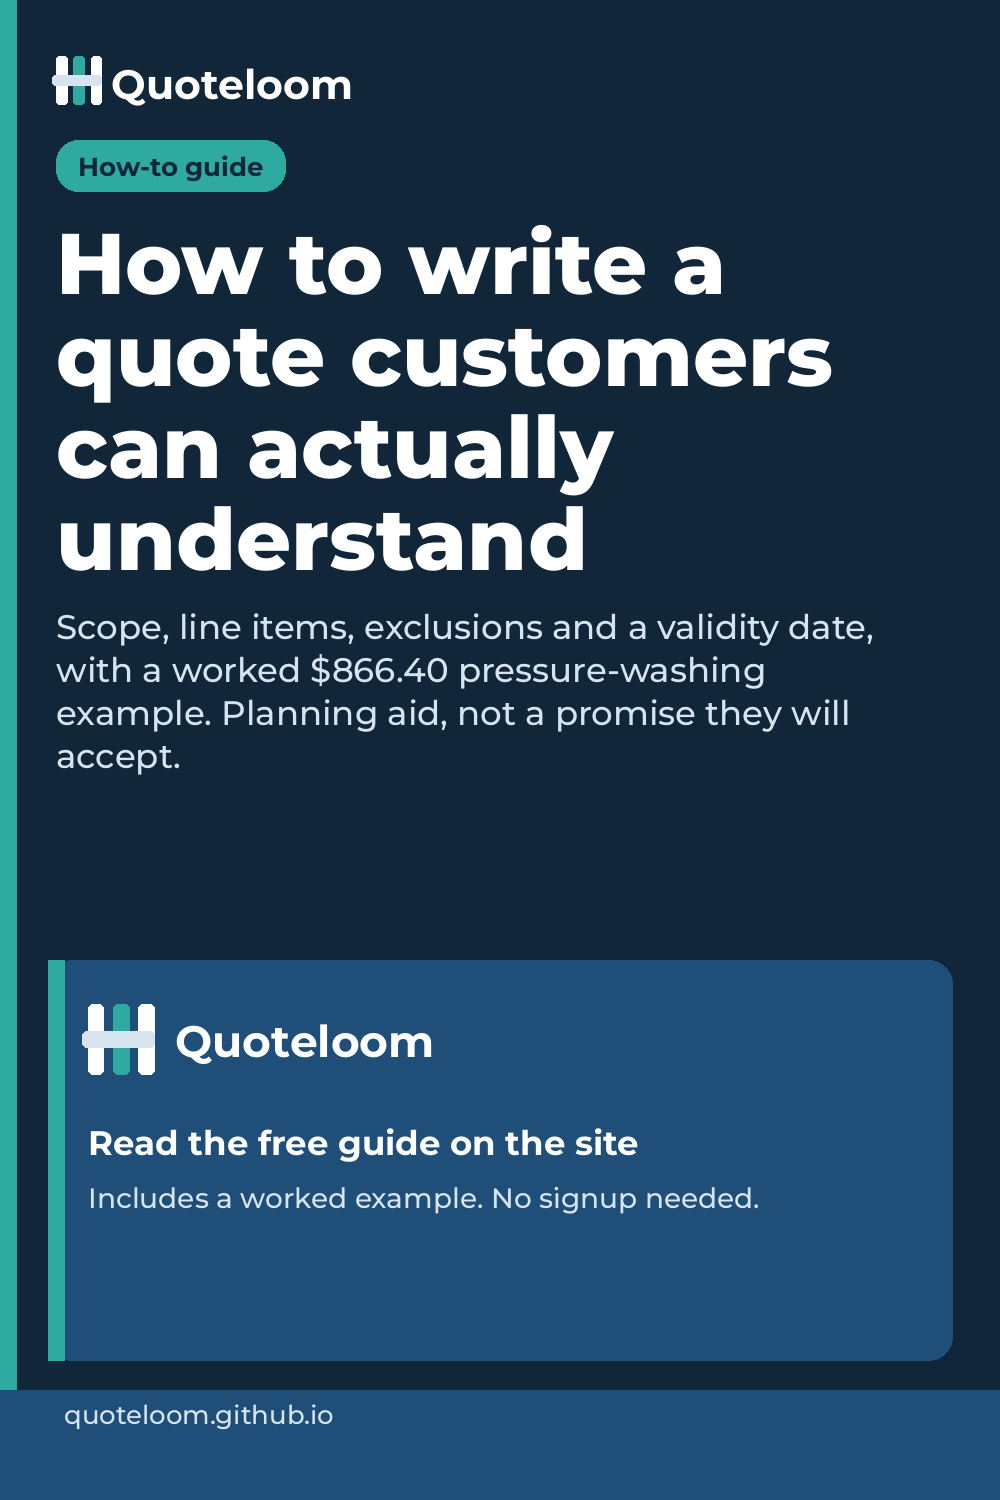 Quoteloom
How-to guide
How to write a
quote customers
can actually
understand
Scope, line items, exclusions and a validity date,
with a worked $866.40 pressure-washing
example. Planning aid, not a promise they will
accept.
Quoteloom
Read the free guide on the site
Includes a worked example. No signup needed.
quoteloom.github.io